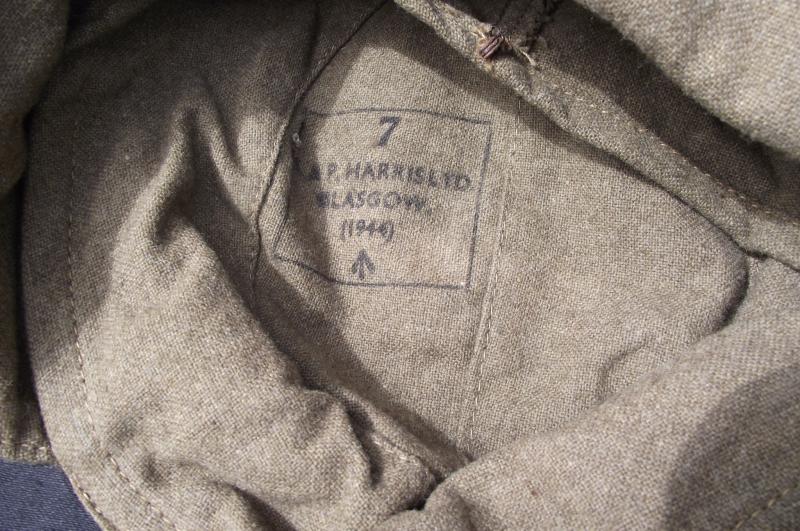 7
A.P. HARRIS LTD
GLASGOW.
(1944)